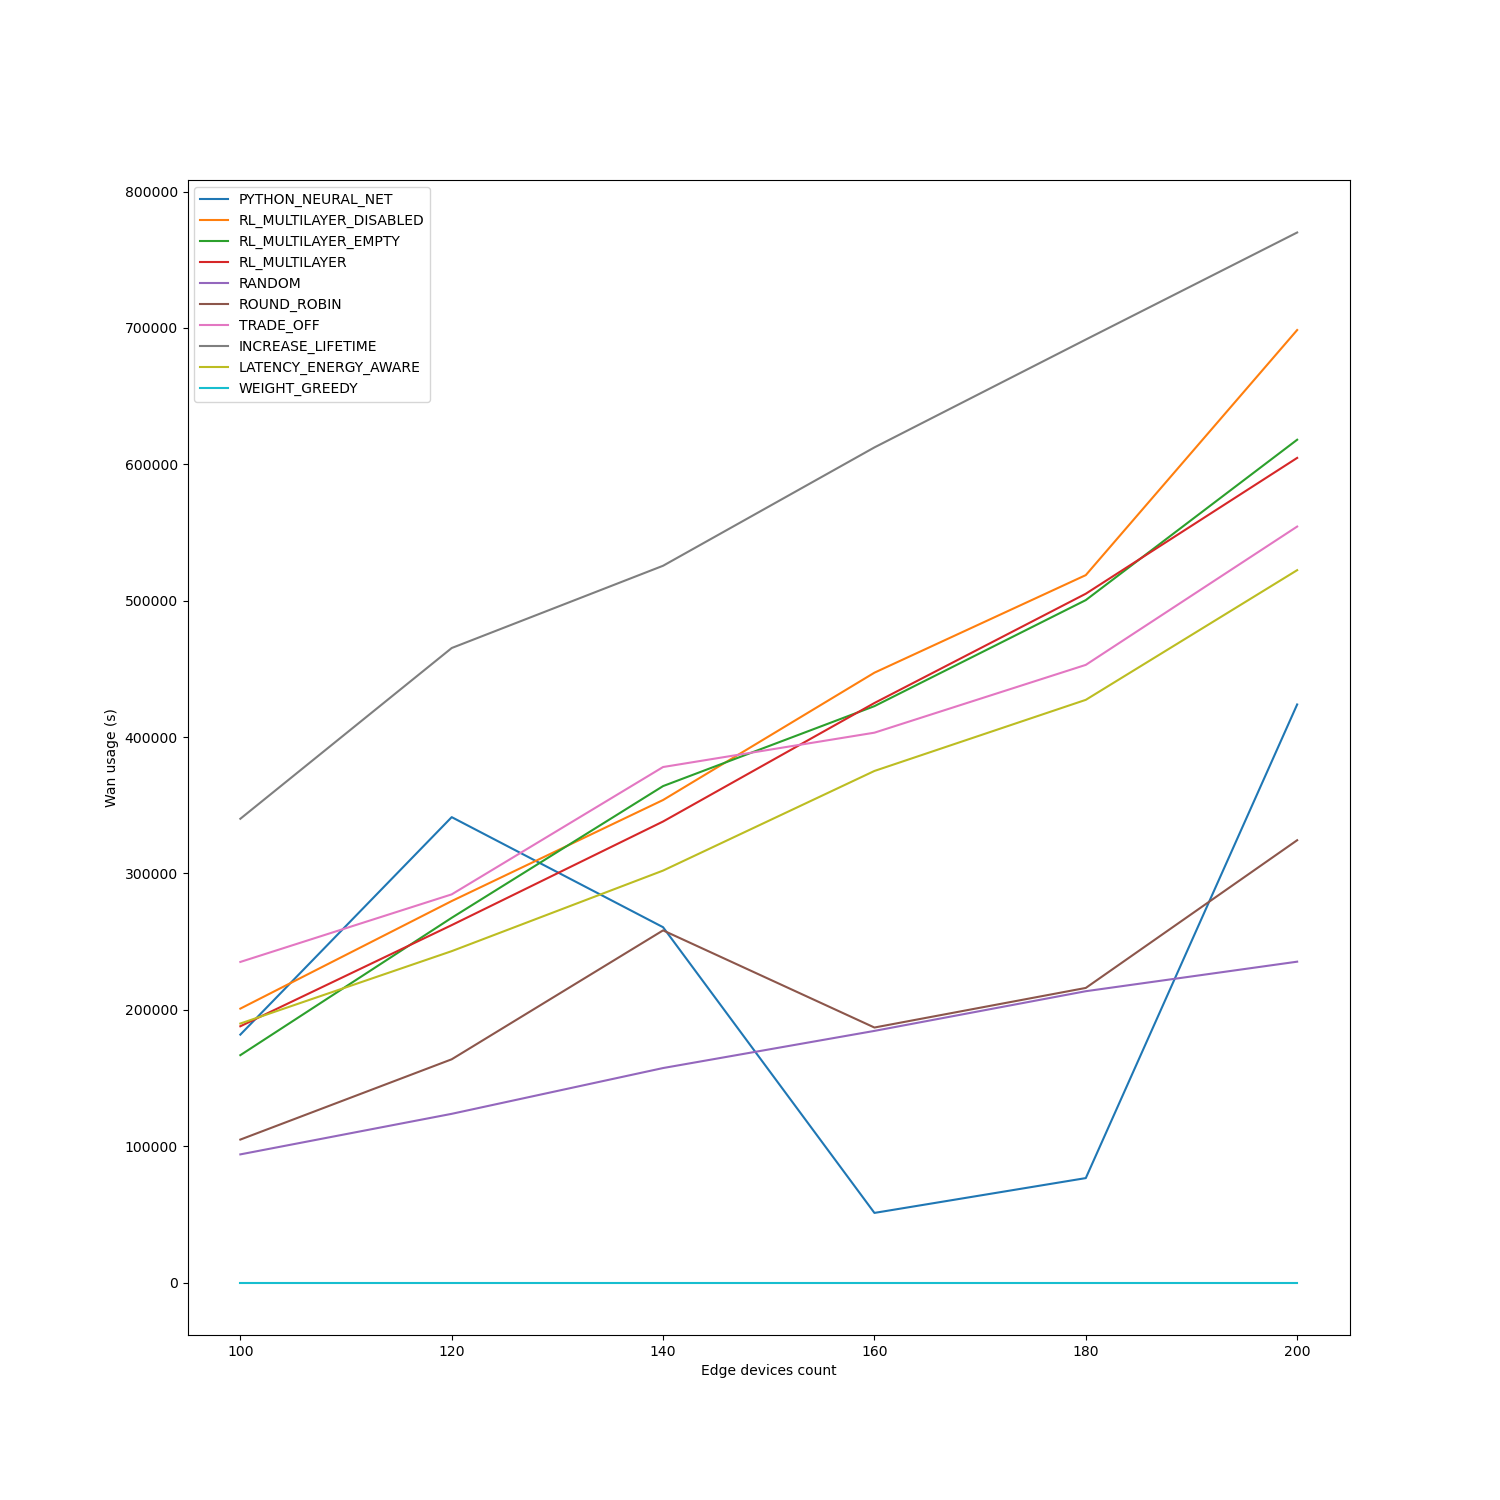 800000
700000
600000
500000
400000
300000
200000
100000
0
Wan usage (s)
PYTHON_NEURAL_NET
RL_MULTILAYER_DISABLED
RL_MULTILAYER_EMPTY
RL_MULTILAYER
RANDOM
ROUND_ROBIN
TRADE_OFF
INCREASE_LIFETIME
LATENCY_ENERGY_AWARE
WEIGHT_GREEDY
100 120 140 160 180 200
Edge devices count